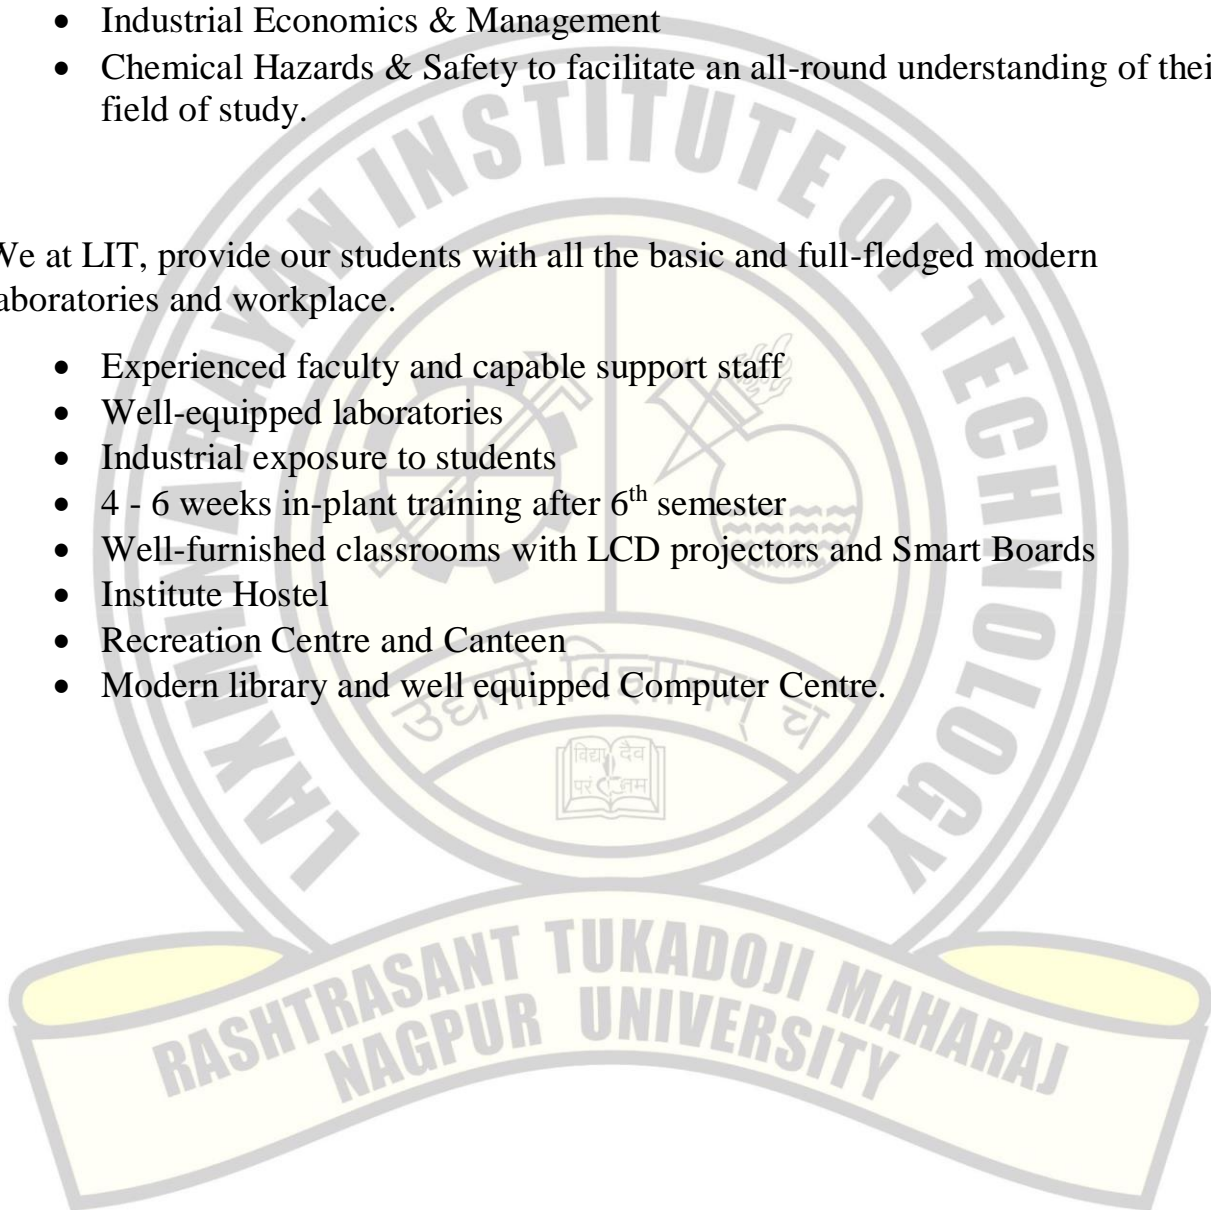 • Industrial Economics & Management
• Chemical Hazards & Safety to facilitate an all-round understanding of thei
field of study.
We at LIT, provide our students with all the basic and full-fledged modern
aboratories and workplace.
• Experienced faculty and capable support staff
• Well-equipped laboratories
• Industrial exposure to students
• 4 - 6 weeks in-plant training after 6th semester
• Well-furnished classrooms with LCD projectors and Smart Boards
• Institute Hostel
• Recreation Centre and Canteen
• Modern library and well equipped Computer Centre.
LAXMINARAYAN INSTITUTE OF TECHNOLOGY
विज्ञानम् च
विद्या दैव
परं
RASHTRASANT TUKADOJI MAHARAJ
NAGPUR UNIVERSITY